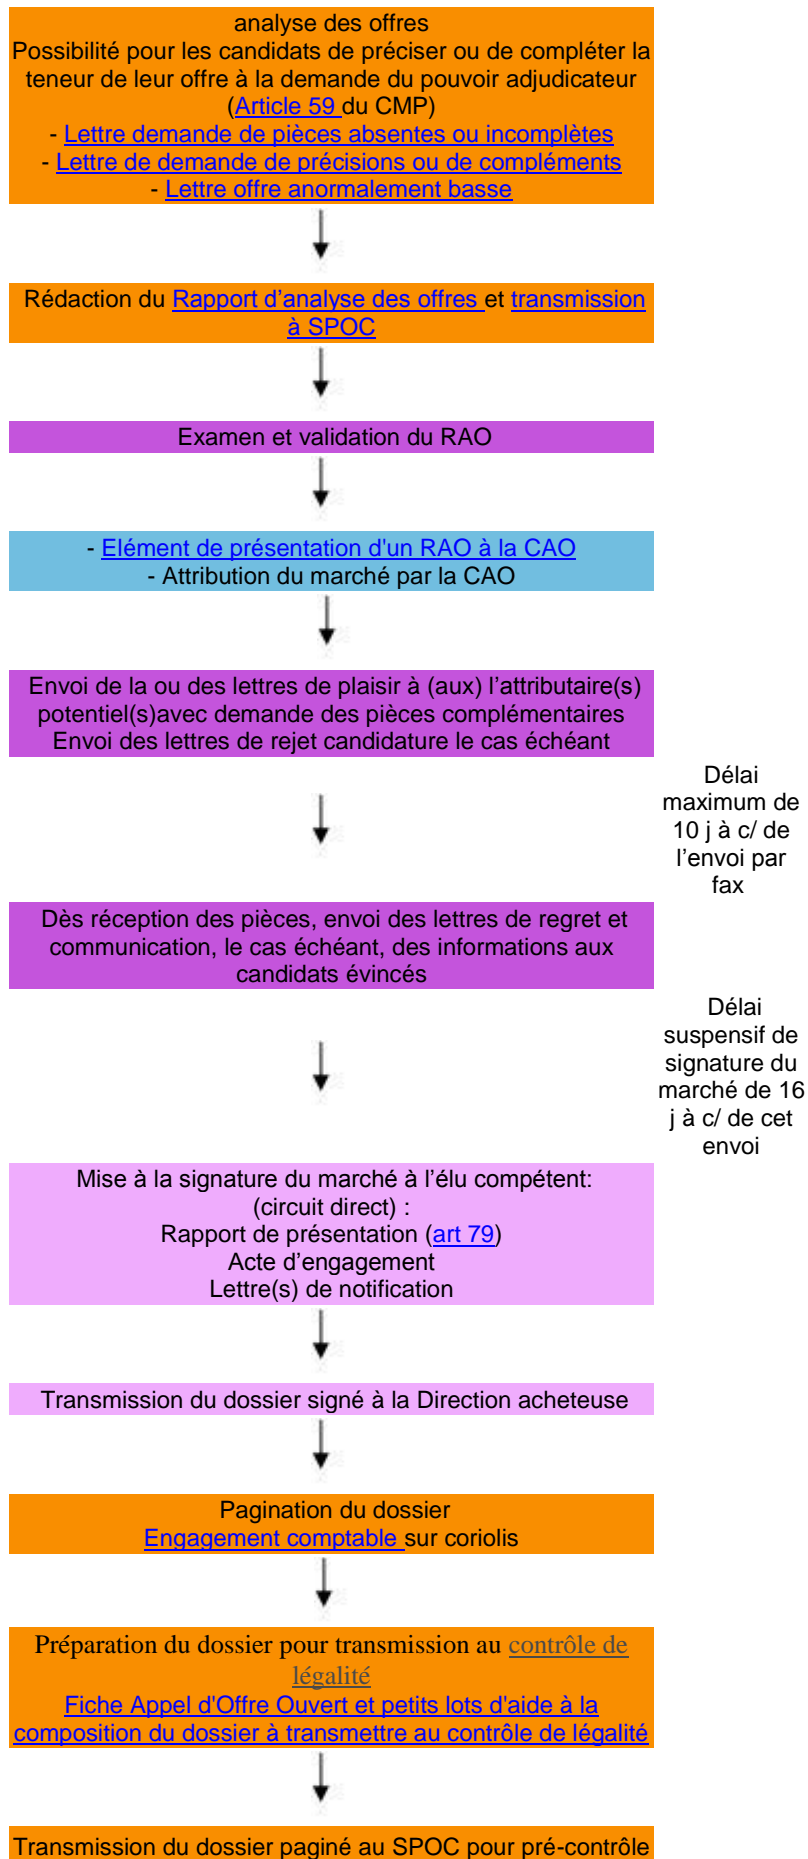 analyse des offres
Possibilité pour les candidats de préciser ou de compléter la
teneur de leur offre à la demande du pouvoir adjudicateur
(Article 59 du CMP)
- Lettre demande de pièces absentes ou incomplètes
- Lettre de demande de précisions ou de compléments
- Lettre offre anormalement basse
Rédaction du Rapport d'analyse des offres et transmission
à SPOC
Examen et validation du RAO
- Elément de présentation d'un RAO à la CAO
- Attribution du marché par la CAO
Envoi de la ou des lettres de plaisir à (aux) l'attributaire(s)
potentiel(s)avec demande des pièces complémentaires
Envoi des lettres de rejet candidature le cas échéant
Délai
maximum de
10 j à c/ de
l'envoi par
fax
Dès réception des pièces, envoi des lettres de regret et
communication, le cas échéant, des informations aux
candidats évincés
Délai
suspensif de
signature du
marché de 16
j à c/ de cet
envoi
Mise à la signature du marché à l'élu compétent:
(circuit direct) :
Rapport de présentation (art 79)
Acte d'engagement
Lettre(s) de notification
Transmission du dossier signé à la Direction acheteuse
Pagination du dossier
Engagement comptable sur coriolis
Préparation du dossier pour transmission au contrôle de
légalité
Fiche Appel d'Offre Ouvert et petits lots d'aide à la
composition du dossier à transmettre au contrôle de légalité
Transmission du dossier paginé au SPOC pour pré-contrôle